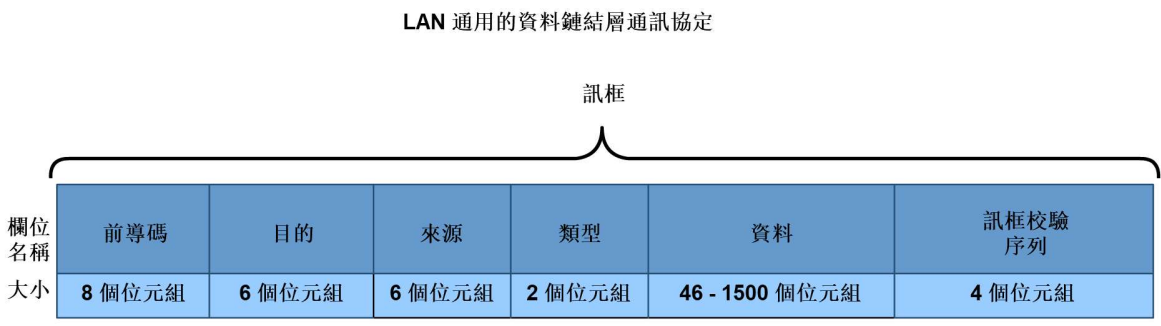 LAN 通用的資料鏈結層通訊協定
訊框
欄位
名稱
前導碼 目的 來源 類型 資料 訊框校驗
序列
大小 8 個位元組 6 個位元組 6 個位元組 2 個位元組 46 - 1500 個位元組 4 個位元組